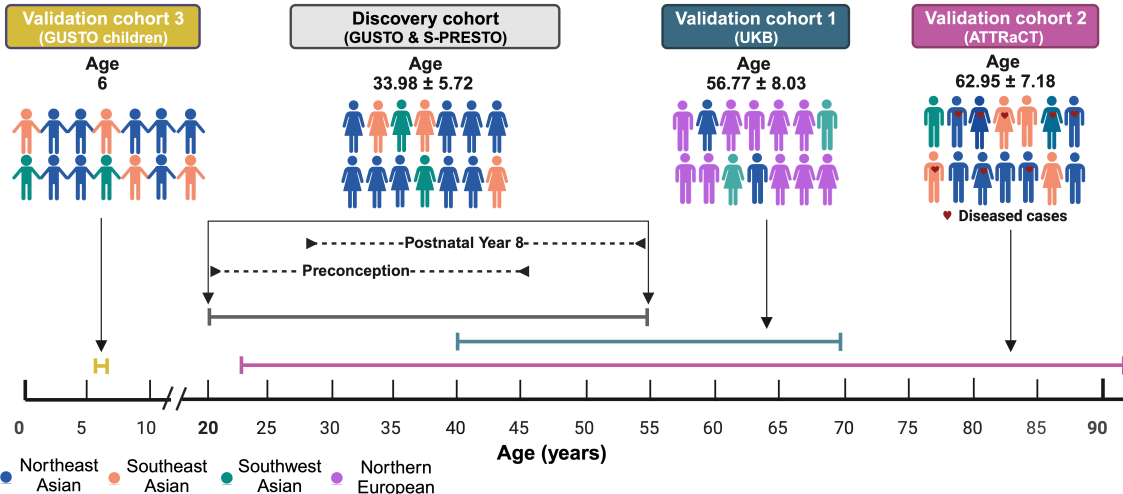 Validation cohort 3
(GUSTO children)
Age
6
Discovery cohort
(GUSTO & S-PRESTO)
Age
33.98 ± 5.72
Validation cohort 1
(UKB)
Age
56.77 ± 8.03
Validation cohort 2
(ATTRaCT)
Age
62.95 ± 7.18
Diseased cases
Postnatal Year 8
Preconception
0 5 10 20 25 30 35 40 45 50 55 60 65 70 75 80 85 90
Age (years)
Northeast
Asian
Southeast
Asian
Southwest
Asian
Northern
European